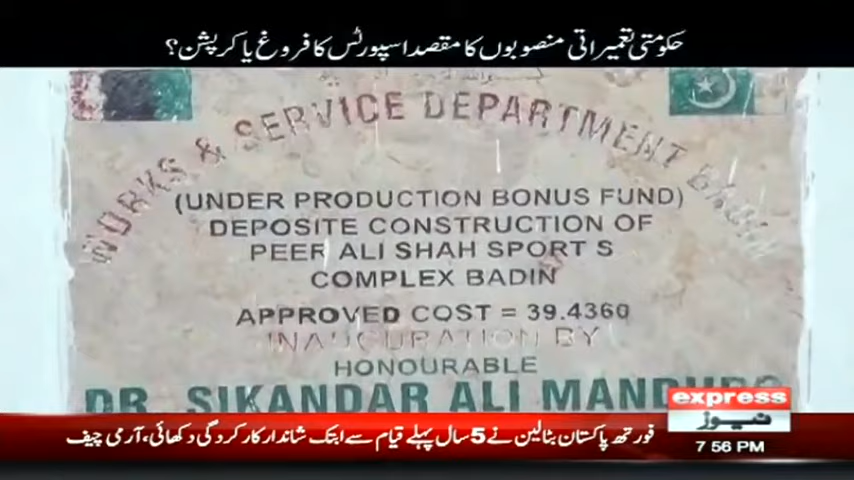 حکومتی تعمیراتی منصوبوں کا مقصد اسپورٹس کا فروغ یا کرپشن؟
WORKS & SERVICE DEPARTMENT BADIN
(UNDER PRODUCTION BONUS FUND)
DEPOSITE CONSTRUCTION OF
PEER ALI SHAH SPORT S
COMPLEX BADIN
APPROVED COST = 39.4360
INAUGURATION BY
HONOURABLE
DR. SIKANDAR ALI MANDHRO
express
نیوز
7:56 PM
فورتھ پاکستان بٹالین نے 5 سال پہلے قیام سے ابتک شاندار کارکردگی دکھائی، آرمی چیف